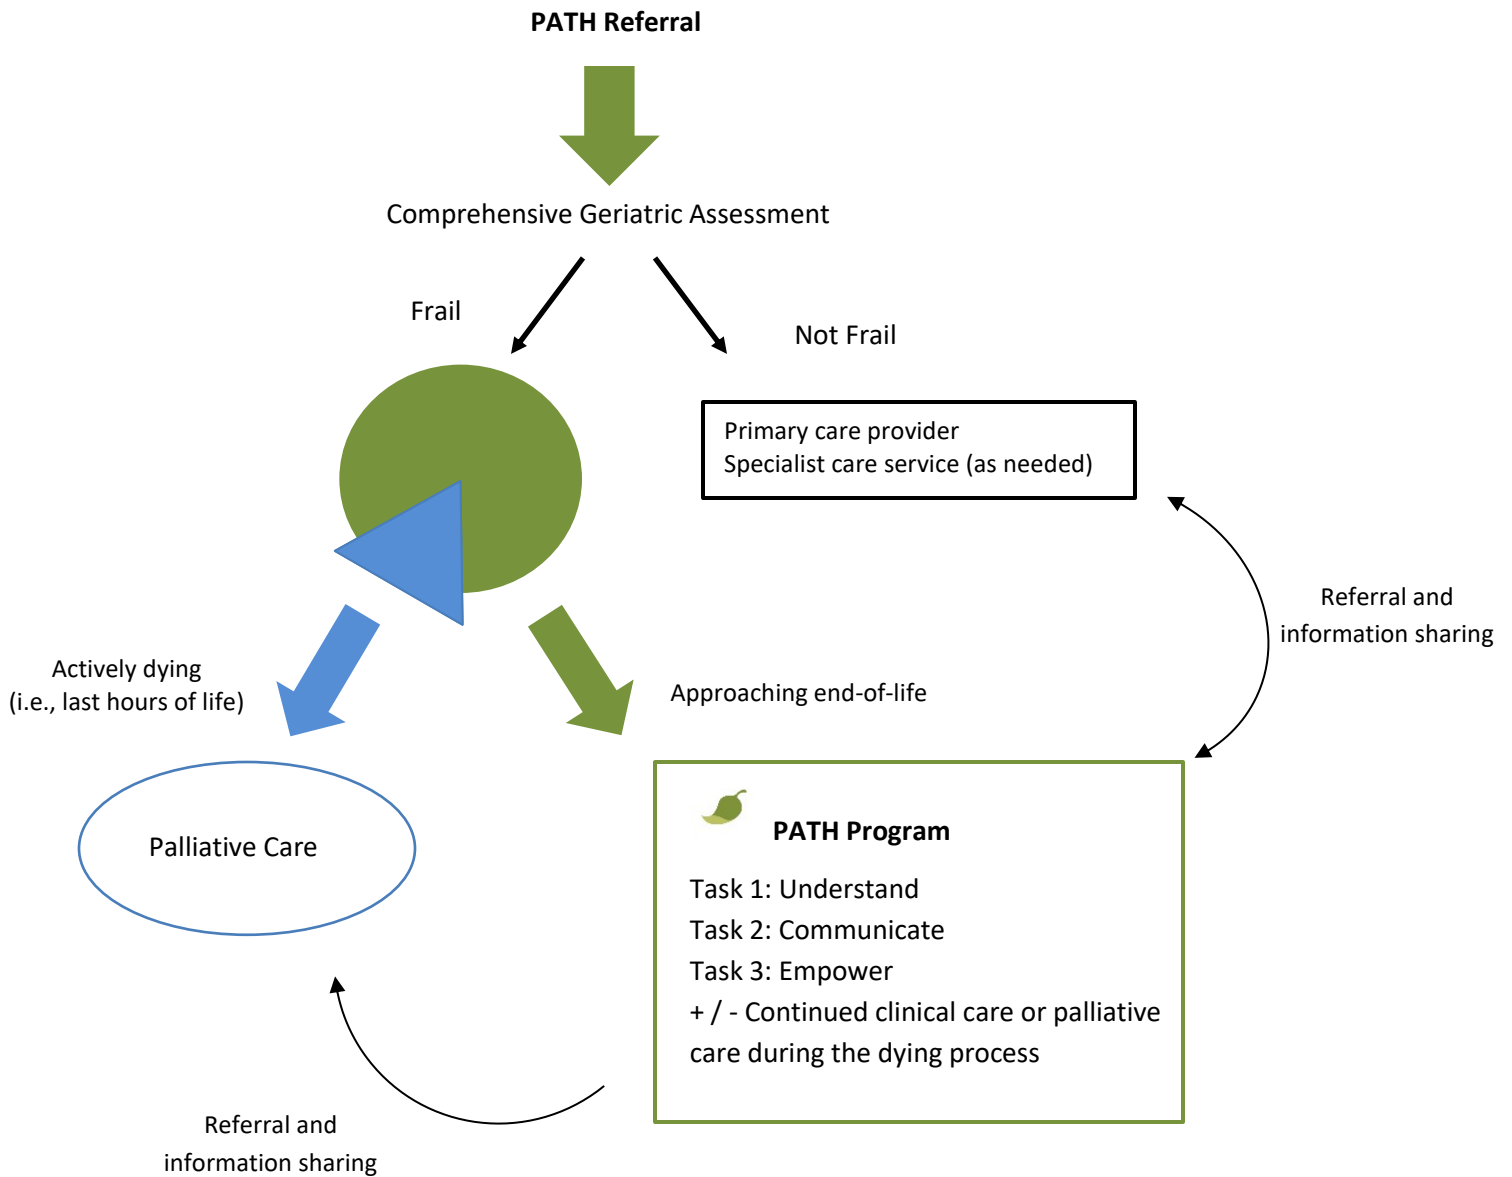 PATH Referral
Comprehensive Geriatric Assessment
Frail
Not Frail
Primary care provider
Specialist care service (as needed)
Referral and
information sharing
Actively dying
(i.e., last hours of life)
Approaching end-of-life
Palliative Care
PATH Program
Task 1: Understand
Task 2: Communicate
Task 3: Empower
+ / - Continued clinical care or palliative
care during the dying process
Referral and
information sharing